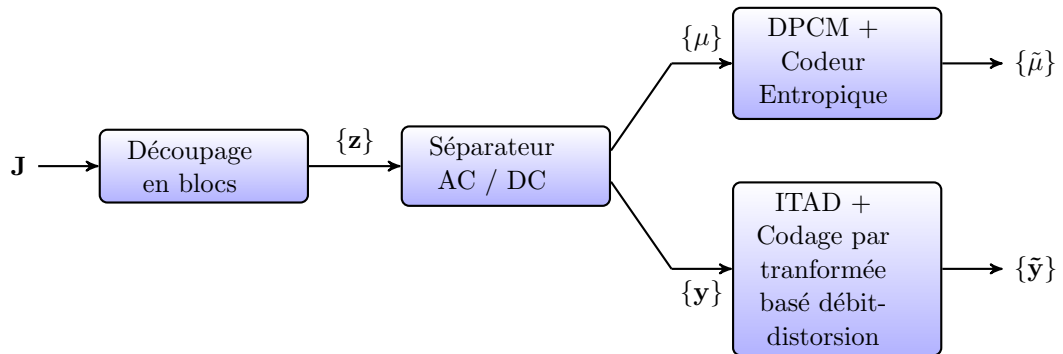 J
Découpage
en blocs
{z}
Séparateur
AC / DC
{μ}
DPCM +
Codeur
Entropique
{μ̃}
{y}
ITAD +
Codage par
tranformée
basé débit-
distorsion
{ỹ}